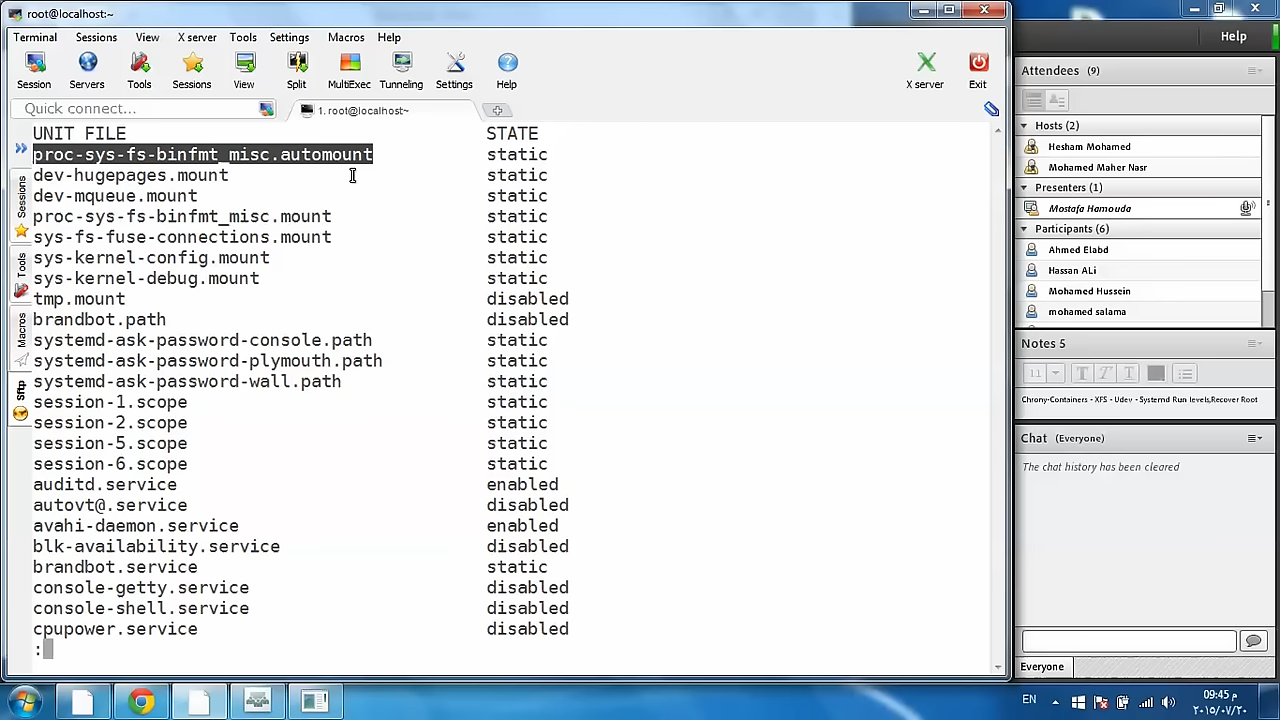 root@localhost:~
Terminal Sessions View X server Tools Settings Macros Help
Session Servers Tools Sessions View Split MultiExec Tunneling Settings Help X server Exit
Quick connect...
1. root@localhost~
Sessions
Tools
Macros
Sftp
UNIT FILE STATE
proc-sys-fs-binfmt_misc.automount static
dev-hugepages.mount static
dev-mqueue.mount static
proc-sys-fs-binfmt_misc.mount static
sys-fs-fuse-connections.mount static
sys-kernel-config.mount static
sys-kernel-debug.mount static
tmp.mount disabled
brandbot.path disabled
systemd-ask-password-console.path static
systemd-ask-password-plymouth.path static
systemd-ask-password-wall.path static
session-1.scope static
session-2.scope static
session-5.scope static
session-6.scope static
auditd.service enabled
autovt@.service disabled
avahi-daemon.service enabled
blk-availability.service disabled
brandbot.service static
console-getty.service disabled
console-shell.service disabled
cpupower.service disabled
:
Help
Attendees (9)
Hosts (2)
Hesham Mohamed
Mohamed Maher Nasr
Presenters (1)
Mostafa Hamouda
Participants (6)
Ahmed Elabd
Hassan ALi
Mohamed Hussein
mohamed salama
Notes 5
11
Chrony-Containers - XFS - Udev - Systemd Run levels,Recover Root
Chat (Everyone)
The chat history has been cleared
Everyone
EN
09:45 م
٢٠١٥/٠٧/٢٠